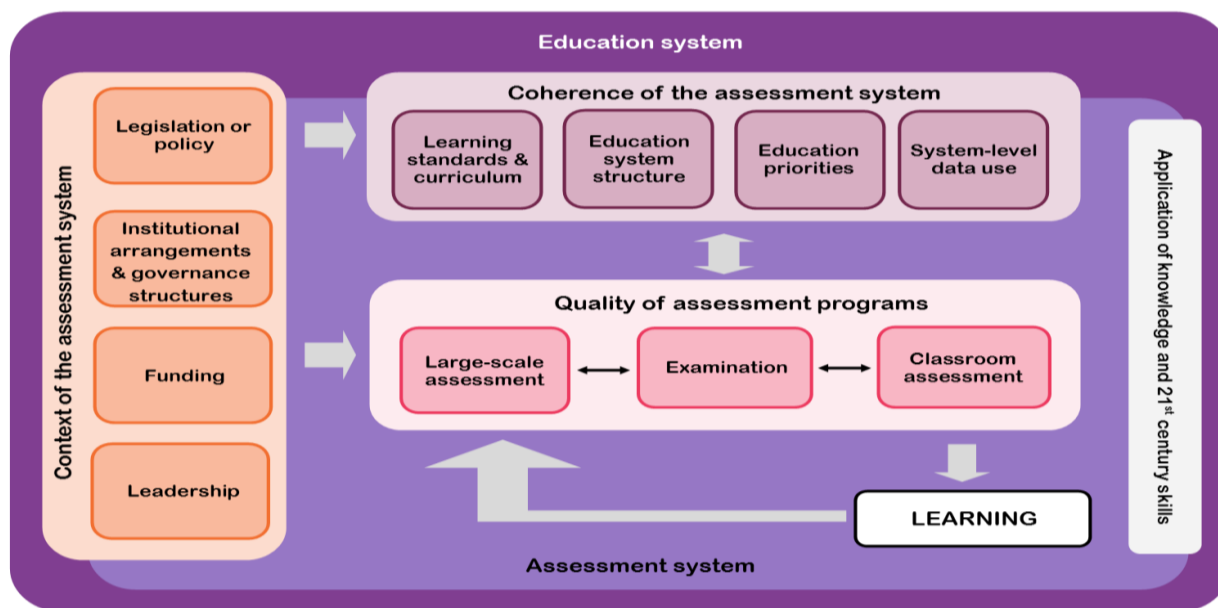 Education system
Context of the assessment system
Legislation or
policy
Institutional
arrangements
& governance
structures
Funding
Leadership
Coherence of the assessment system
Learning
standards &
curriculum
Education
system
structure
Education
priorities
System-level
data use
Quality of assessment programs
Large-scale
assessment
Examination
Classroom
assessment
LEARNING
Assessment system
Application of knowledge and 21st century skills